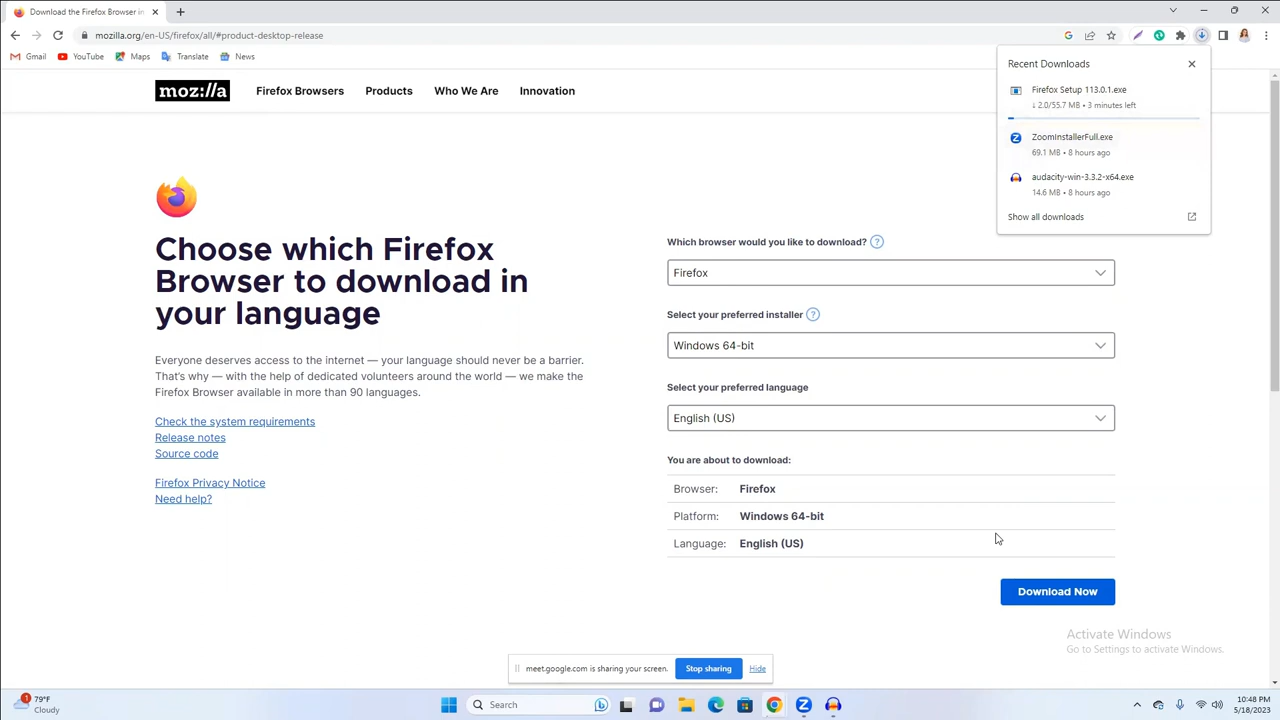 Download the Firefox Browser in
mozilla.org/en-US/firefox/all/#product-desktop-release
Gmail
YouTube
Maps
Translate
News
moz://a
Firefox Browsers
Products
Who We Are
Innovation
Recent Downloads
Firefox Setup 113.0.1.exe
↓ 2.0/55.7 MB • 3 minutes left
ZoomInstallerFull.exe
69.1 MB • 8 hours ago
audacity-win-3.3.2-x64.exe
14.6 MB • 8 hours ago
Show all downloads
Choose which Firefox
Browser to download in
your language
Everyone deserves access to the internet — your language should never be a barrier.
That's why — with the help of dedicated volunteers around the world — we make the
Firefox Browser available in more than 90 languages.
Check the system requirements
Release notes
Source code
Firefox Privacy Notice
Need help?
Which browser would you like to download? ?
Firefox
Select your preferred installer ?
Windows 64-bit
Select your preferred language
English (US)
You are about to download:
Browser: Firefox
Platform: Windows 64-bit
Language: English (US)
Download Now
Activate Windows
Go to Settings to activate Windows.
meet.google.com is sharing your screen.
Stop sharing
Hide
1
79°F
Cloudy
Search
10:48 PM
5/18/2023